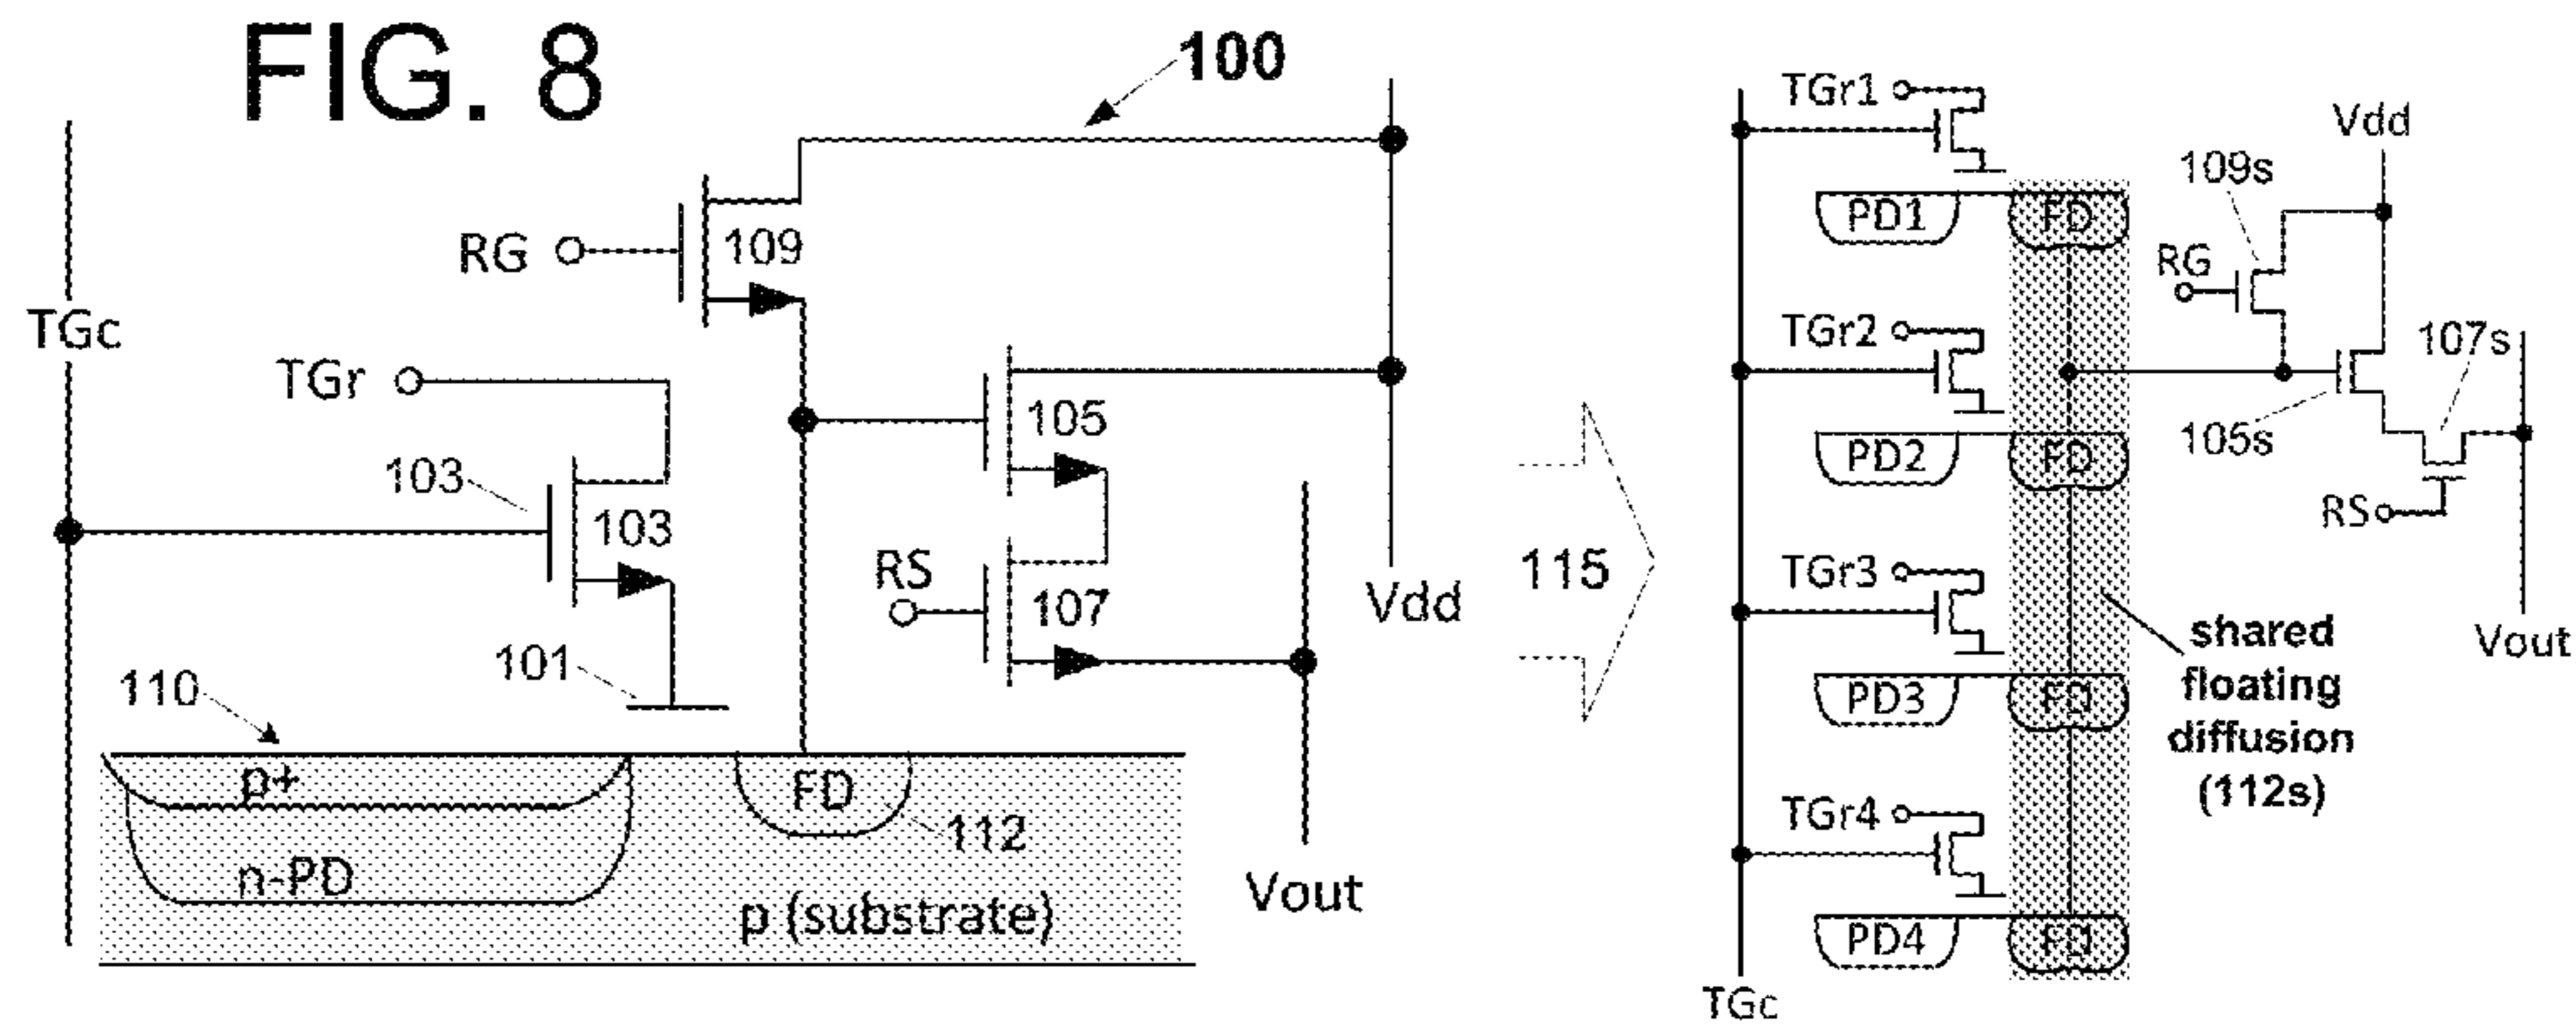 FIG. 8
100
TGc
RG
109
TGr
103
103
105
RS
107
101
110
p+
n-PD
FD
112
p (substrate)
Vdd
Vout
115
TGr1
PD1
FD
TGr2
PD2
FD
TGr3
PD3
FD
TGr4
PD4
FD
TGc
Vdd
109s
RG
107s
105s
RS
Vout
shared
floating
diffusion
(112s)